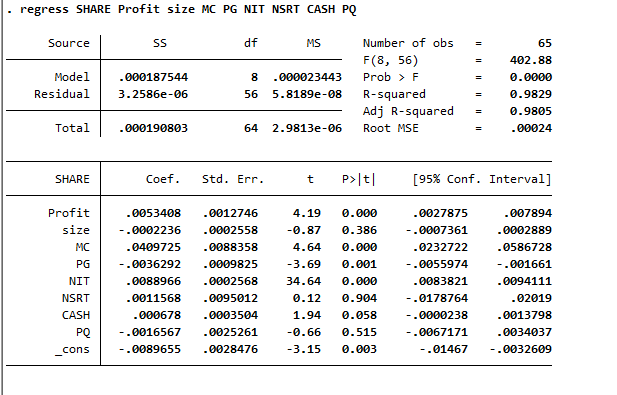 . regress SHARE Profit size MC PG NIT NSRT CASH PQ
Source SS df MS Number of obs = 65
F(8, 56) = 402.88
Model .000187544 8 .000023443 Prob > F = 0.0000
Residual 3.2586e-06 56 5.8189e-08 R-squared = 0.9829
Adj R-squared = 0.9805
Total .000190803 64 2.9813e-06 Root MSE = .00024
SHARE Coef. Std. Err. t P>|t| [95% Conf. Interval]
Profit .0053408 .0012746 4.19 0.000 .0027875 .007894
size -.0002236 .0002558 -0.87 0.386 -.0007361 .0002889
MC .0409725 .0088358 4.64 0.000 .0232722 .0586728
PG -.0036292 .0009825 -3.69 0.001 -.0055974 -.001661
NIT .0088966 .0002568 34.64 0.000 .0083821 .0094111
NSRT .0011568 .0095012 0.12 0.904 -.0178764 .02019
CASH .000678 .0003504 1.94 0.058 -.0000238 .0013798
PQ -.0016567 .0025261 -0.66 0.515 -.0067171 .0034037
_cons -.0089655 .0028476 -3.15 0.003 -.01467 -.0032609